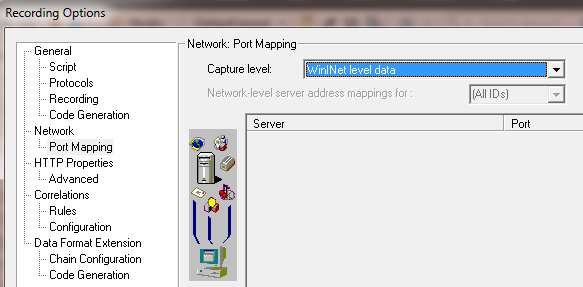 Recording Options
General
Script
Protocols
Recording
Code Generation
Network
Port Mapping
HTTP Properties
Advanced
Correlations
Rules
Configuration
Data Format Extension
Chain Configuration
Code Generation
Network: Port Mapping
Capture level: WinINet level data
Network-level server address mappings for : (All IDs)
Server Port